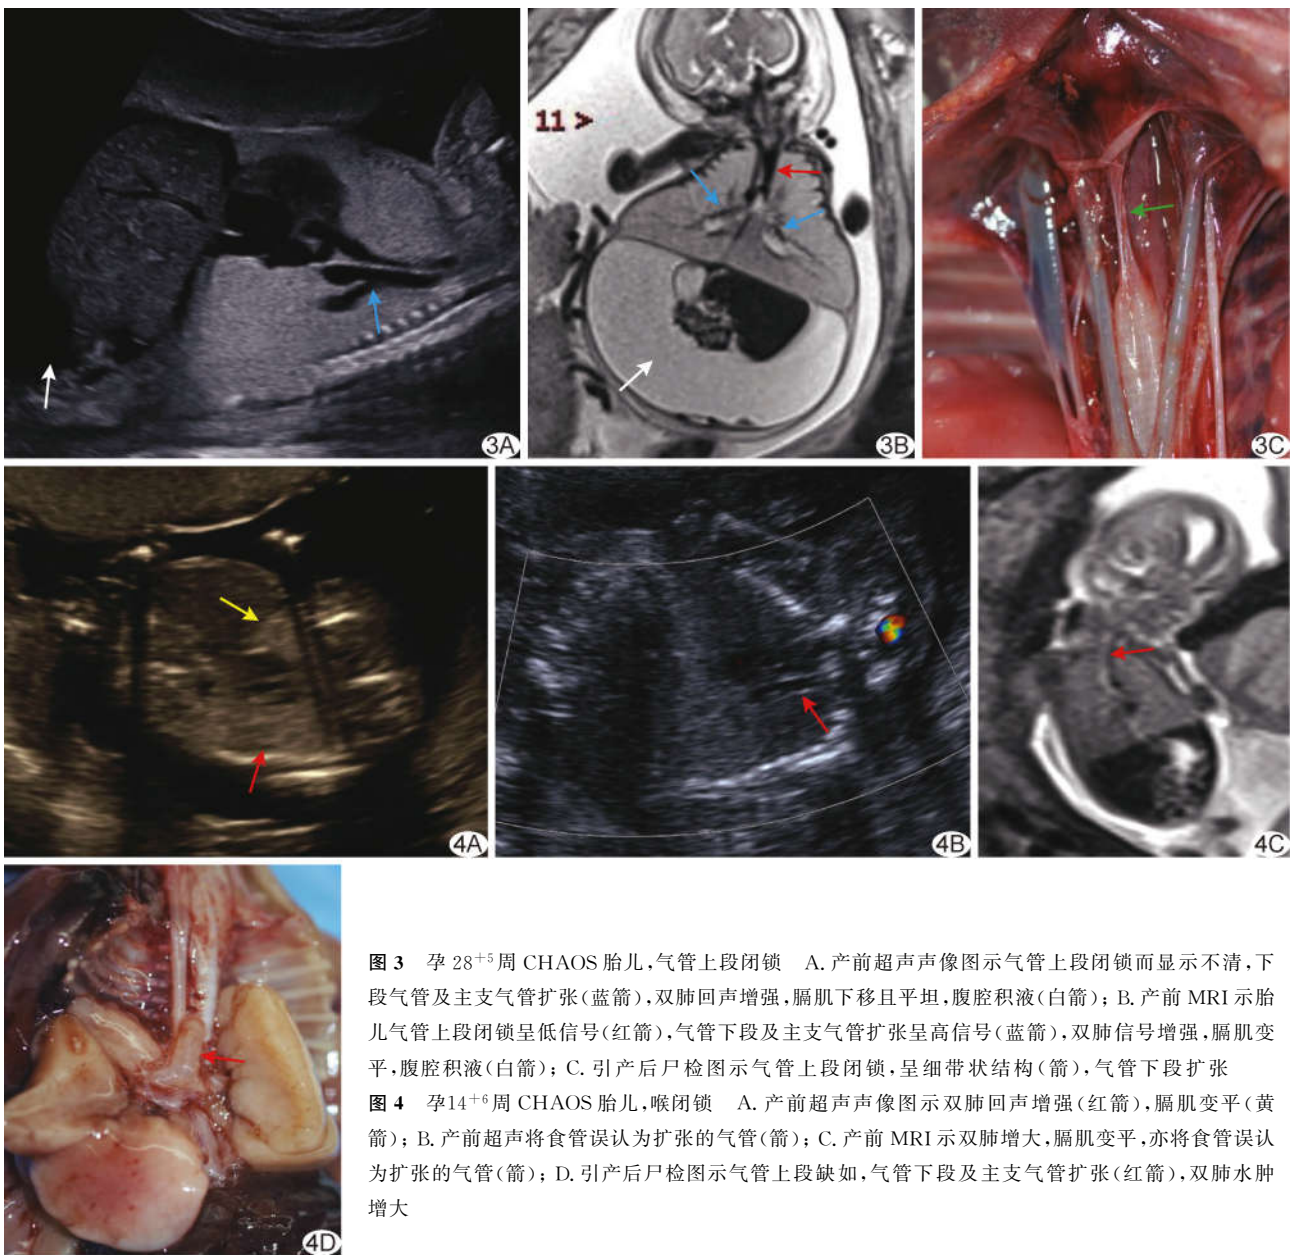 11 >
3A
3B
3C
4A
4B
4C
4D
图 3 孕 28⁺⁵周 CHAOS 胎儿,气管上段闭锁 A. 产前超声声像图示气管上段闭锁而显示不清,下
段气管及主支气管扩张(蓝箭),双肺回声增强,膈肌下移且平坦,腹腔积液(白箭); B. 产前 MRI 示胎
儿气管上段闭锁呈低信号(红箭),气管下段及主支气管扩张呈高信号(蓝箭),双肺信号增强,膈肌变
平,腹腔积液(白箭); C. 引产后尸检图示气管上段闭锁,呈细带状结构(箭),气管下段扩张
图 4 孕14⁺⁶周 CHAOS 胎儿,喉闭锁 A. 产前超声声像图示双肺回声增强(红箭),膈肌变平(黄
箭); B. 产前超声将食管误认为扩张的气管(箭); C. 产前 MRI 示双肺增大,膈肌变平,亦将食管误认
为扩张的气管(箭); D. 引产后尸检图示气管上段缺如,气管下段及主支气管扩张(红箭),双肺水肿
增大